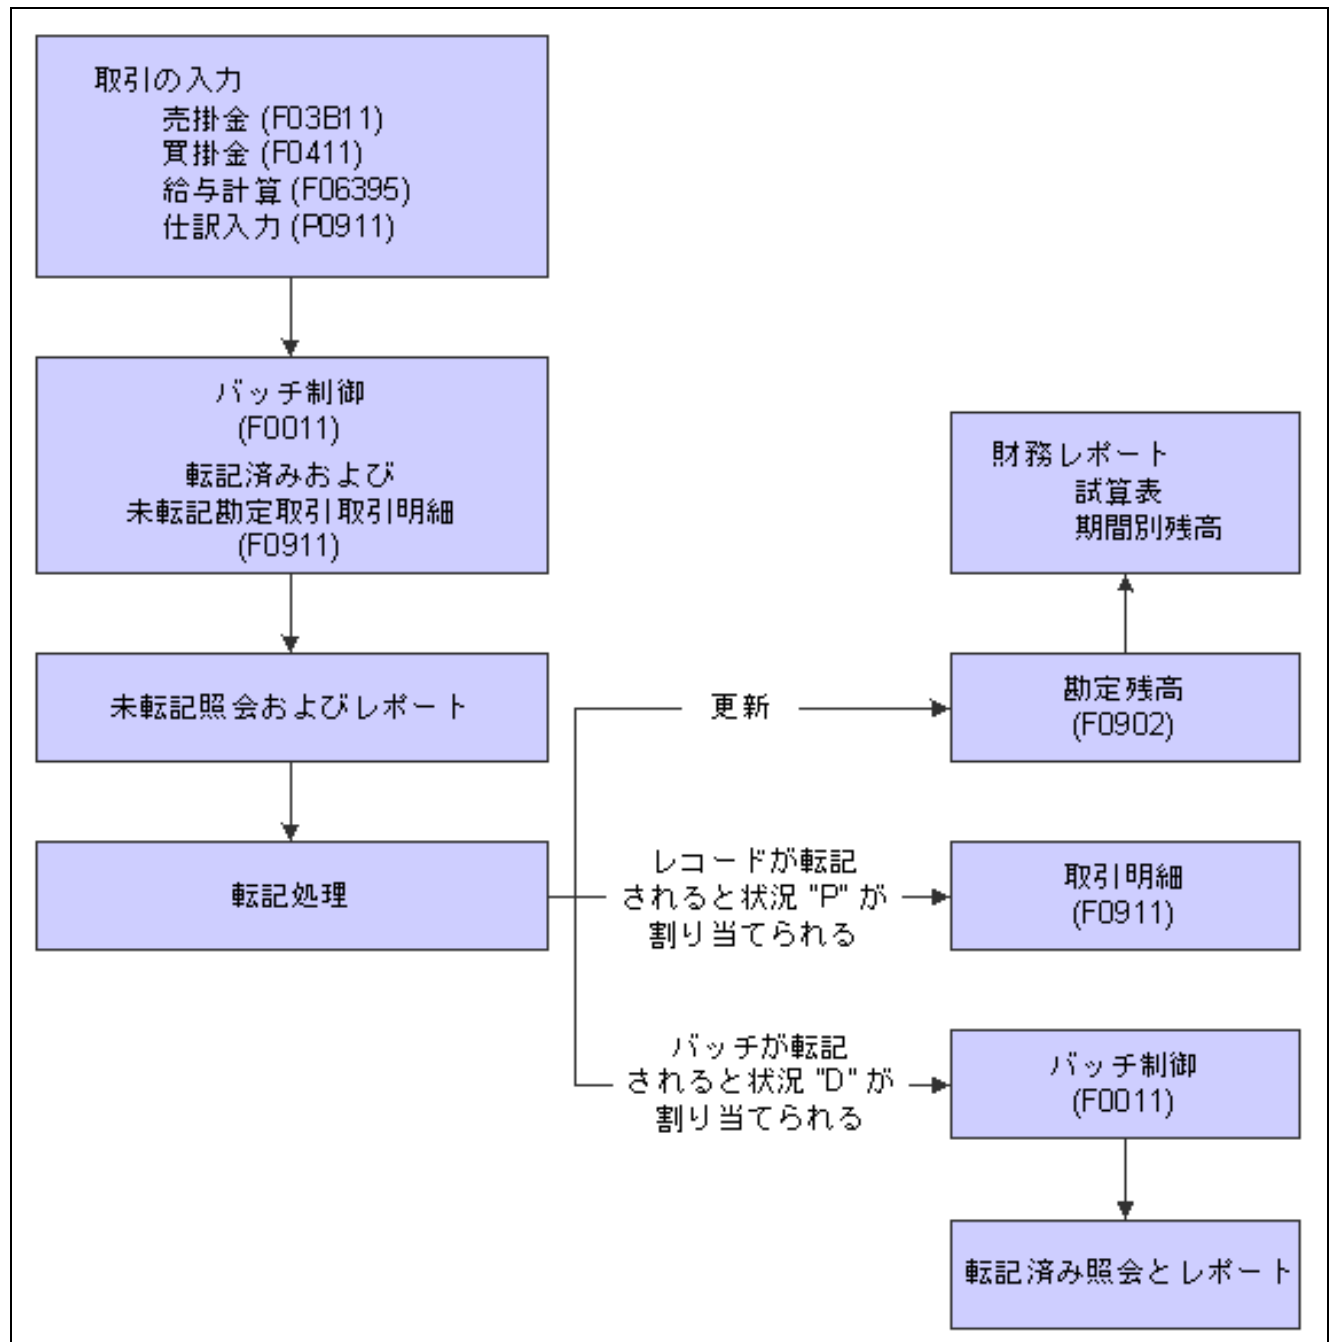 取引の入力
売掛金 (F03B11)
買掛金 (F0411)
給与計算 (F06395)
仕訳入力 (P0911)
バッチ制御
(F0011)
転記済みおよび
未転記勘定取引取引明細
(F0911)
未転記照会およびレポート
転記処理
更新
レコードが転記
されると状況 "P" が
割り当てられる
バッチが転記
されると状況 "D" が
割り当てられる
財務レポート
試算表
期間別残高
勘定残高
(F0902)
取引明細
(F0911)
バッチ制御
(F0011)
転記済み照会とレポート